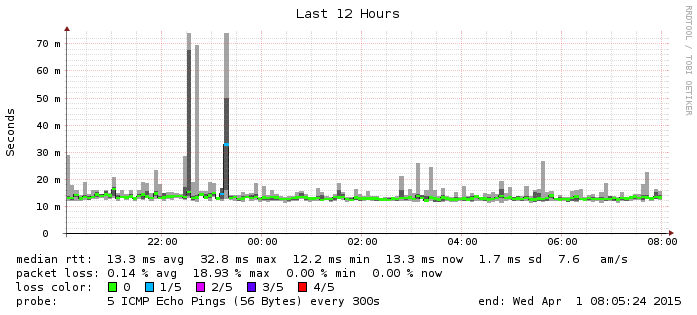 Last 12 Hours
RRDTOOL / TOBI OETIKER
Seconds
70 m
60 m
50 m
40 m
30 m
20 m
10 m
0
22:00 00:00 02:00 04:00 06:00 08:00
median rtt: 13.3 ms avg 32.8 ms max 12.2 ms min 13.3 ms now 1.7 ms sd 7.6 am/s
packet loss: 0.14 % avg 18.93 % max 0.00 % min 0.00 % now
loss color: 0 1/5 2/5 3/5 4/5
probe: 5 ICMP Echo Pings (56 Bytes) every 300s end: Wed Apr 1 08:05:24 2015